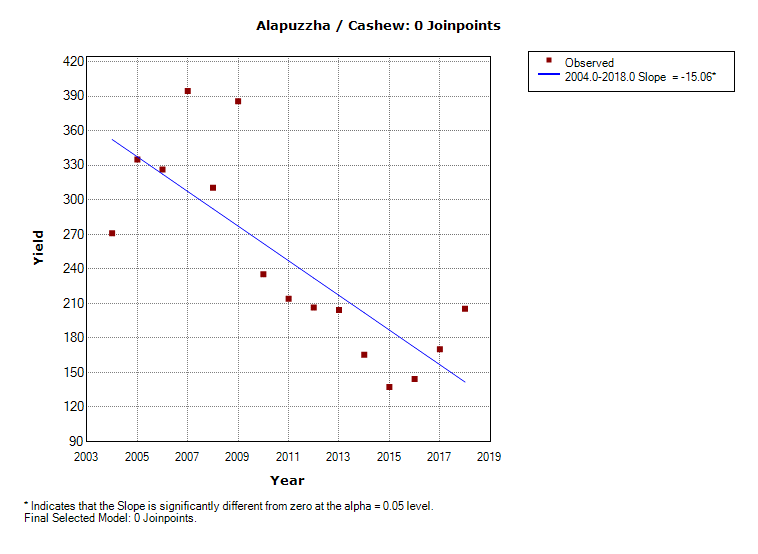 Alapuzzha / Cashew: 0 Joinpoints
Observed
2004.0-2018.0 Slope = -15.06*
420
390
360
330
300
270
240
210
180
150
120
90
Yield
2003 2005 2007 2009 2011 2013 2015 2017 2019
Year
* Indicates that the Slope is significantly different from zero at the alpha = 0.05 level.
Final Selected Model: 0 Joinpoints.